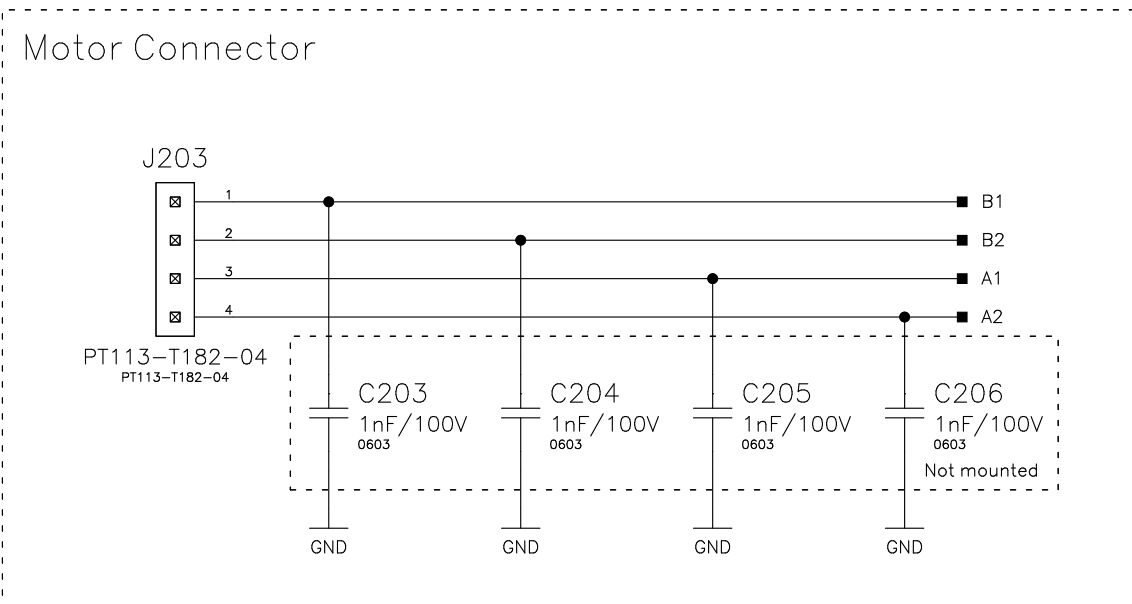 Motor Connector
J203
1
B1
2
B2
3
A1
4
A2
PT113-T182-04
PT113-T182-04
C203
1nF/100V
0603
C204
1nF/100V
0603
C205
1nF/100V
0603
C206
1nF/100V
0603
Not mounted
GND
GND
GND
GND